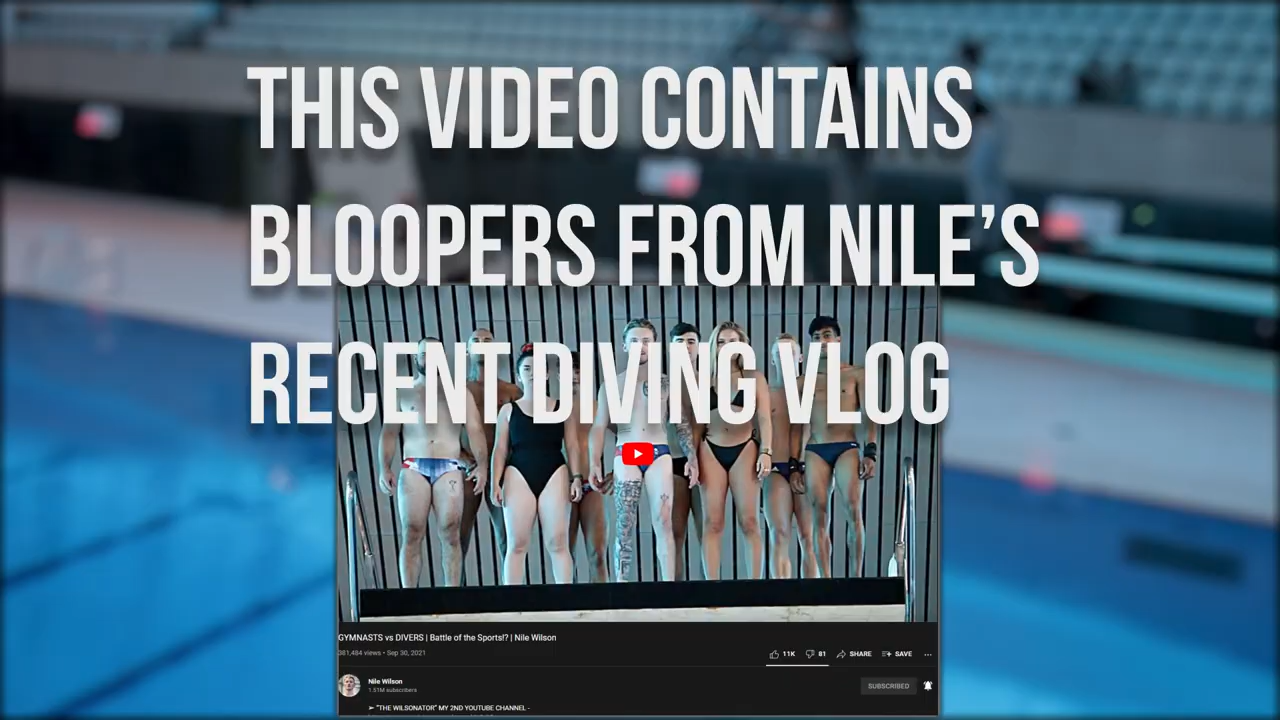 THIS VIDEO CONTAINS
BLOOPERS FROM NILE'S
RECENT DIVING VLOG
GYMNASTS vs DIVERS | Battle of the Sports!? | Nile Wilson
381,484 views • Sep 30, 2021
11K 81 SHARE SAVE ...
Nile Wilson
1.51M subscribers
SUBSCRIBED
➢ "THE WILSONATOR" MY 2ND YOUTUBE CHANNEL -